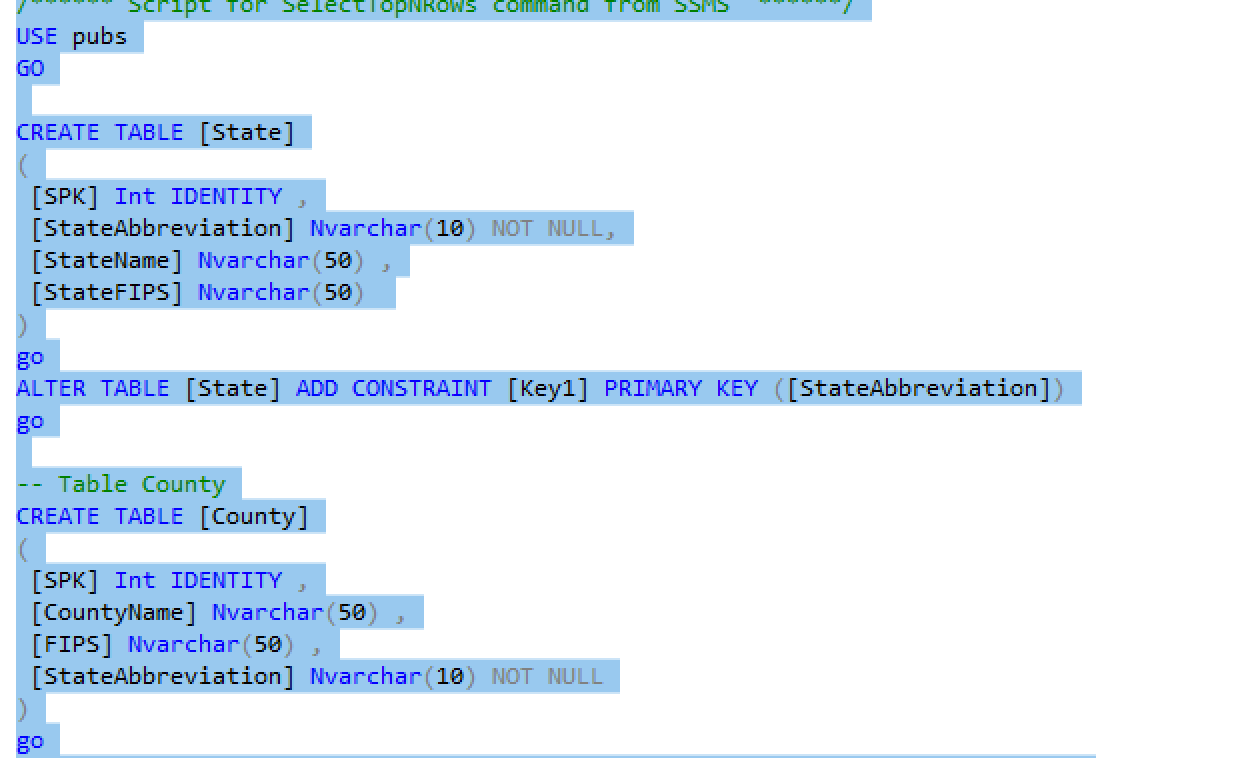 /****** Script for SelectTopNRows command from SSMS  ******/
USE pubs
GO
CREATE TABLE [State]
(
[SPK] Int IDENTITY ,
[StateAbbreviation] Nvarchar(10) NOT NULL,
[StateName] Nvarchar(50) ,
[StateFIPS] Nvarchar(50)
)
go
ALTER TABLE [State] ADD CONSTRAINT [Key1] PRIMARY KEY ([StateAbbreviation])
go
-- Table County
CREATE TABLE [County]
(
[SPK] Int IDENTITY ,
[CountyName] Nvarchar(50) ,
[FIPS] Nvarchar(50) ,
[StateAbbreviation] Nvarchar(10) NOT NULL
)
go